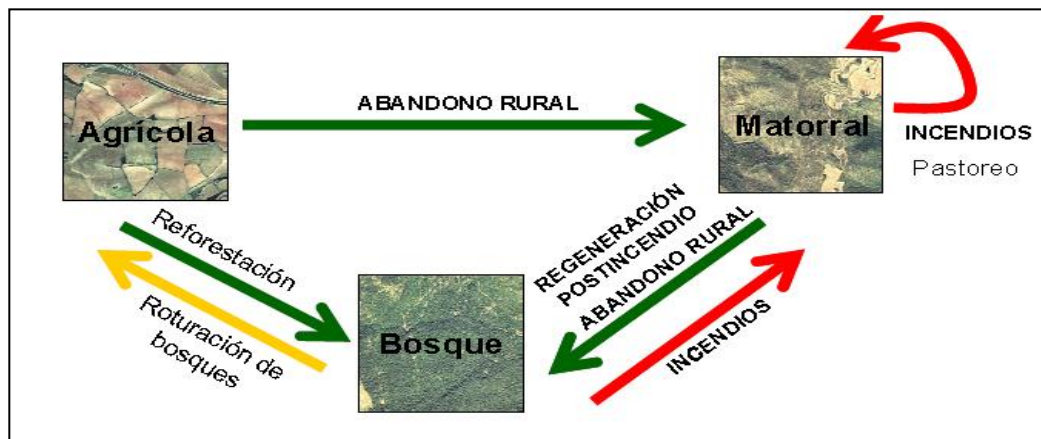 ABANDONO RURAL
Agrícola
Matorral
INCENDIOS
Pastoreo
Reforestación
Roturación de
bosques
Bosque
REGENERACIÓN
POSTINCENDIO
ABANDONO RURAL
INCENDIOS